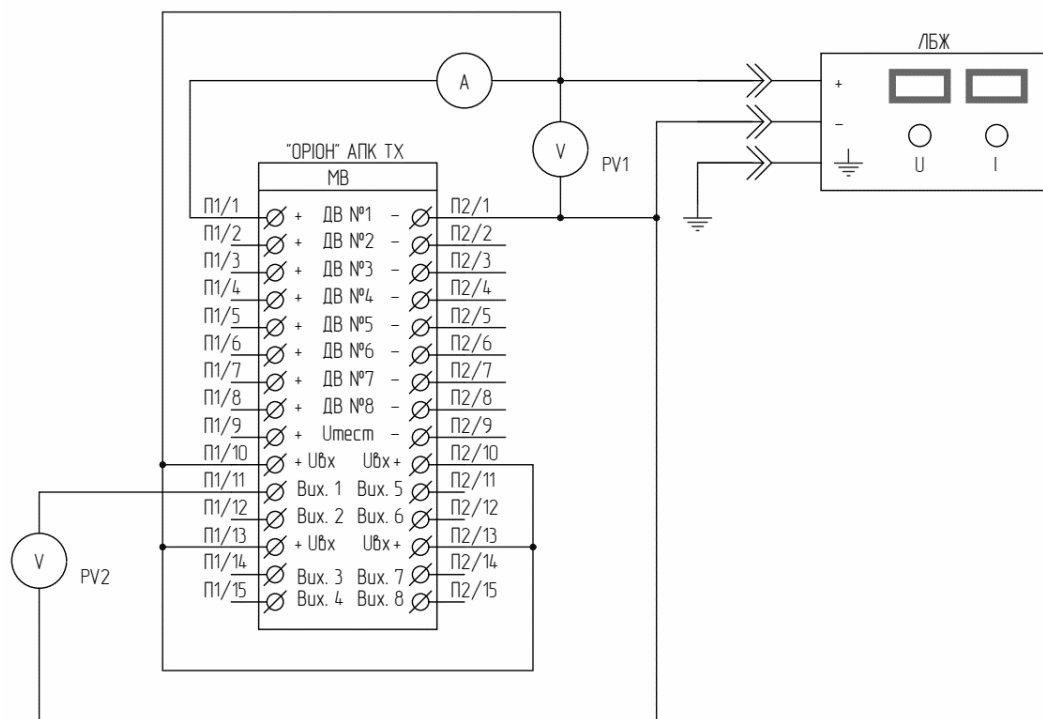 ЛБЖ
+
−
U
I
A
V
PV1
"ОРІОН" АПК ТХ
МВ
П1/1 + ДВ №1 − П2/1
П1/2 + ДВ №2 − П2/2
П1/3 + ДВ №3 − П2/3
П1/4 + ДВ №4 − П2/4
П1/5 + ДВ №5 − П2/5
П1/6 + ДВ №6 − П2/6
П1/7 + ДВ №7 − П2/7
П1/8 + ДВ №8 − П2/8
П1/9 + Uтест − П2/9
П1/10 + Uвх Uвх + П2/10
П1/11 Вих. 1 Вих. 5 П2/11
П1/12 Вих. 2 Вих. 6 П2/12
П1/13 + Uвх Uвх + П2/13
П1/14 Вих. 3 Вих. 7 П2/14
П1/15 Вих. 4 Вих. 8 П2/15
V
PV2